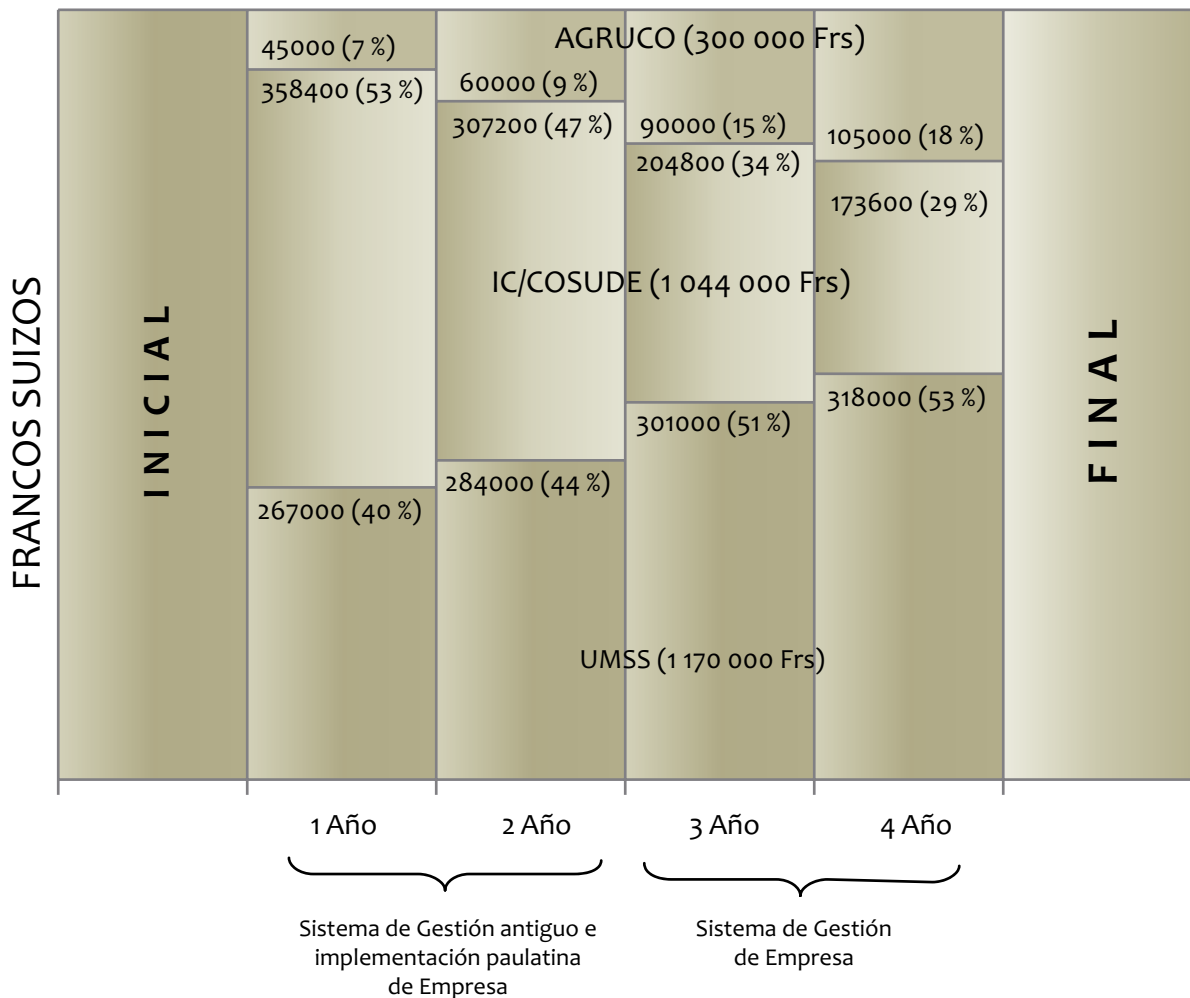 AGRUCO (300 000 Frs)
45000 (7 %)
358400 (53 %)
60000 (9 %)
307200 (47 %)
90000 (15 %)
204800 (34 %)
105000 (18 %)
173600 (29 %)
IC/COSUDE (1 044 000 Frs)
FRANCOS SUIZOS
INICIAL
FINAL
267000 (40 %)
284000 (44 %)
301000 (51 %)
318000 (53 %)
UMSS (1 170 000 Frs)
1 Año
2 Año
3 Año
4 Año
Sistema de Gestión antiguo e
implementación paulatina
de Empresa
Sistema de Gestión
de Empresa